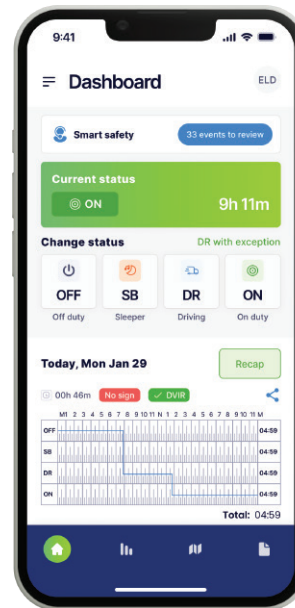 9:41
Dashboard
ELD
Smart safety
33 events to review
Current status
ON
9h 11m
Change status
DR with exception
OFF
SB
DR
ON
Off duty
Sleeper
Driving
On duty
Today, Mon Jan 29
Recap
00h 46m
No sign
DVIR
M1 2 3 4 5 6 7 8 9 10 11 N 1 2 3 4 5 6 7 8 9 10 11 M
OFF
04:59
SB
04:59
DR
04:59
ON
04:59
Total: 04:59